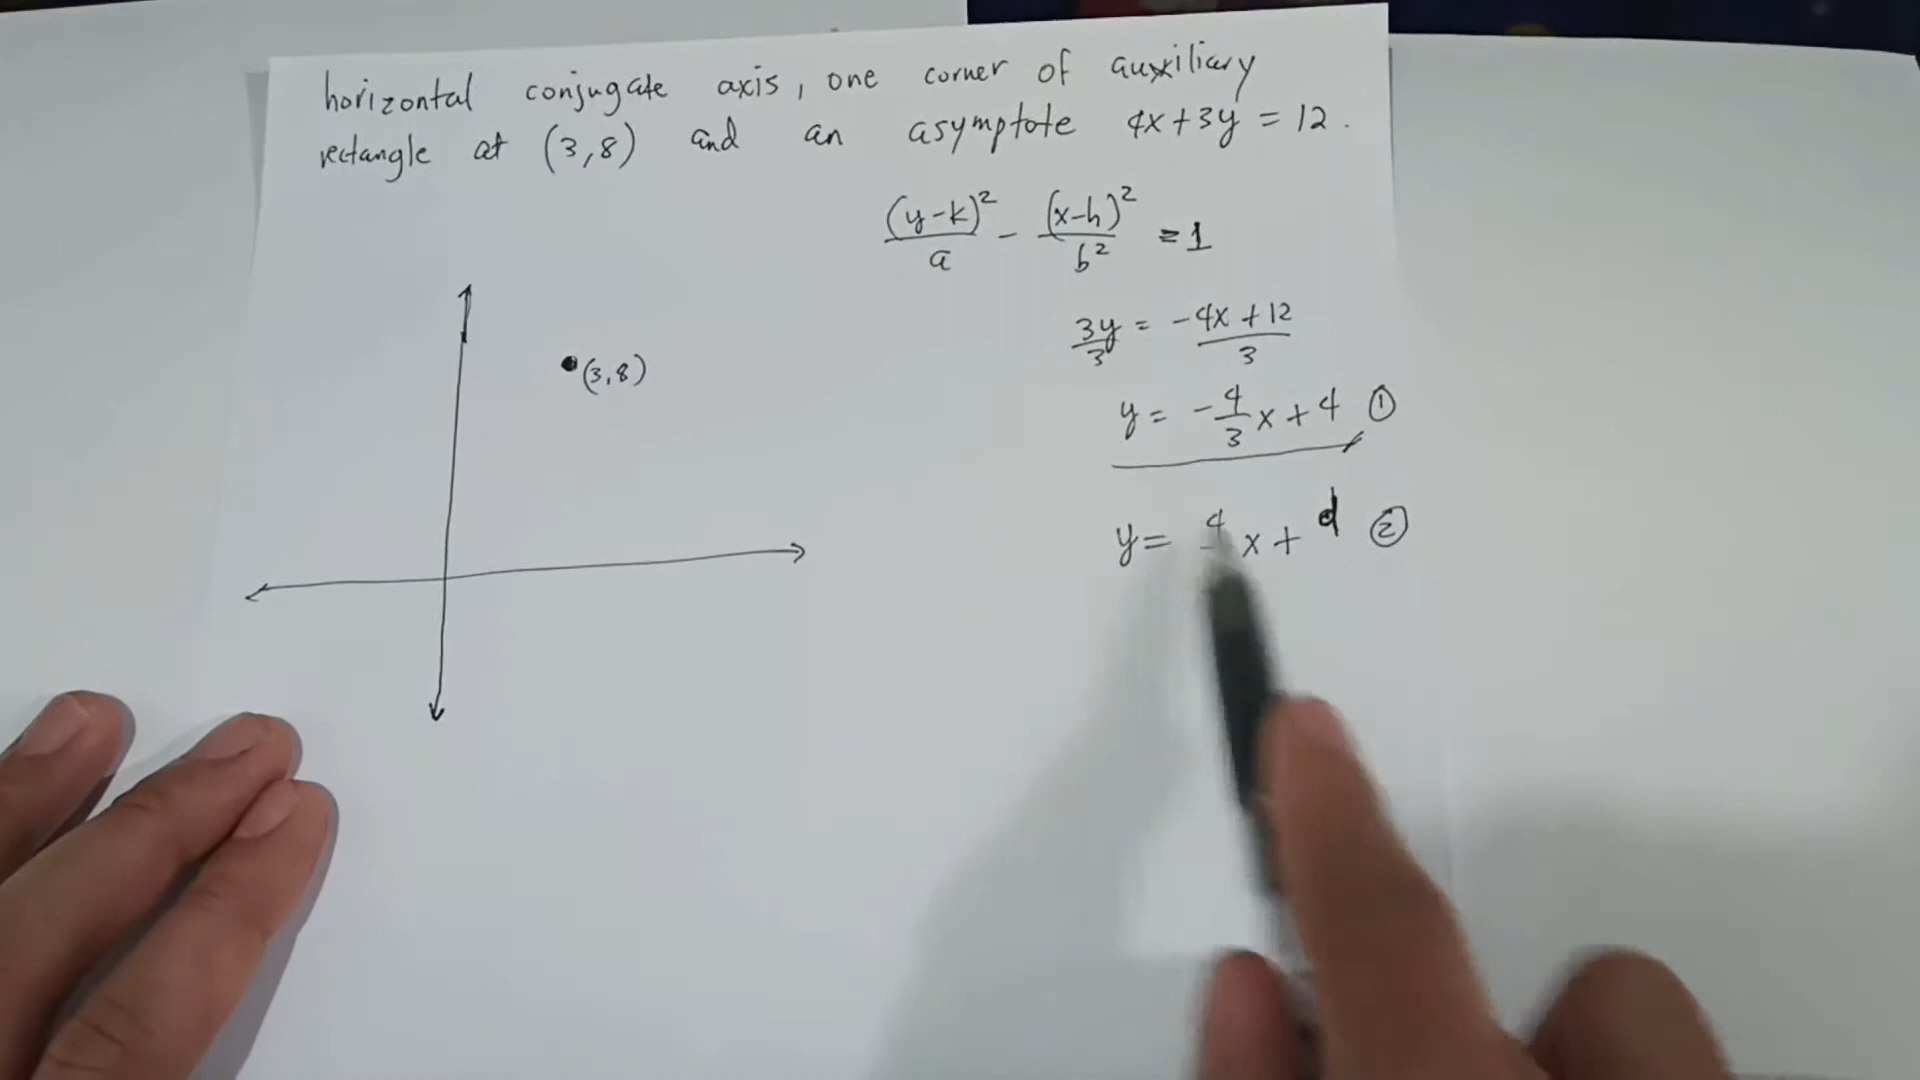 horizontal conjugate axis, one corner of auxiliary
rectangle at (3,8) and an asymptote 4x+3y = 12.
(y-k)²/a - (x-h)²/b² = 1
3y/3 = -4x+12/3
(3,8)
y = -4/3x+4 ①
y= 4 x+ d ②